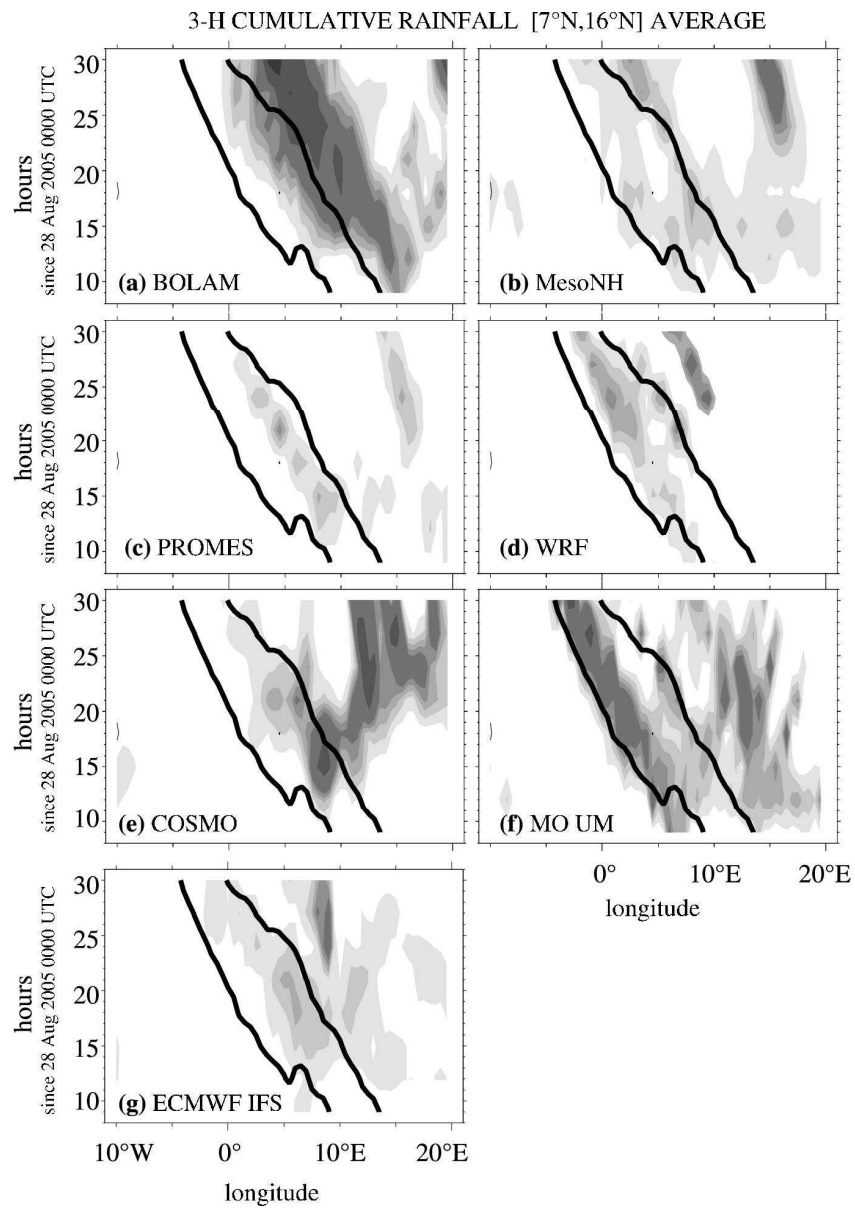 3-H CUMULATIVE RAINFALL [7°N,16°N] AVERAGE
hours
since 28 Aug 2005 0000 UTC
30
25
20
15
10
(a) BOLAM
(b) MesoNH
hours
since 28 Aug 2005 0000 UTC
30
25
20
15
10
(c) PROMES
(d) WRF
hours
since 28 Aug 2005 0000 UTC
30
25
20
15
10
(e) COSMO
(f) MO UM
0° 10°E 20°E
longitude
hours
since 28 Aug 2005 0000 UTC
30
25
20
15
10
(g) ECMWF IFS
10°W 0° 10°E 20°E
longitude